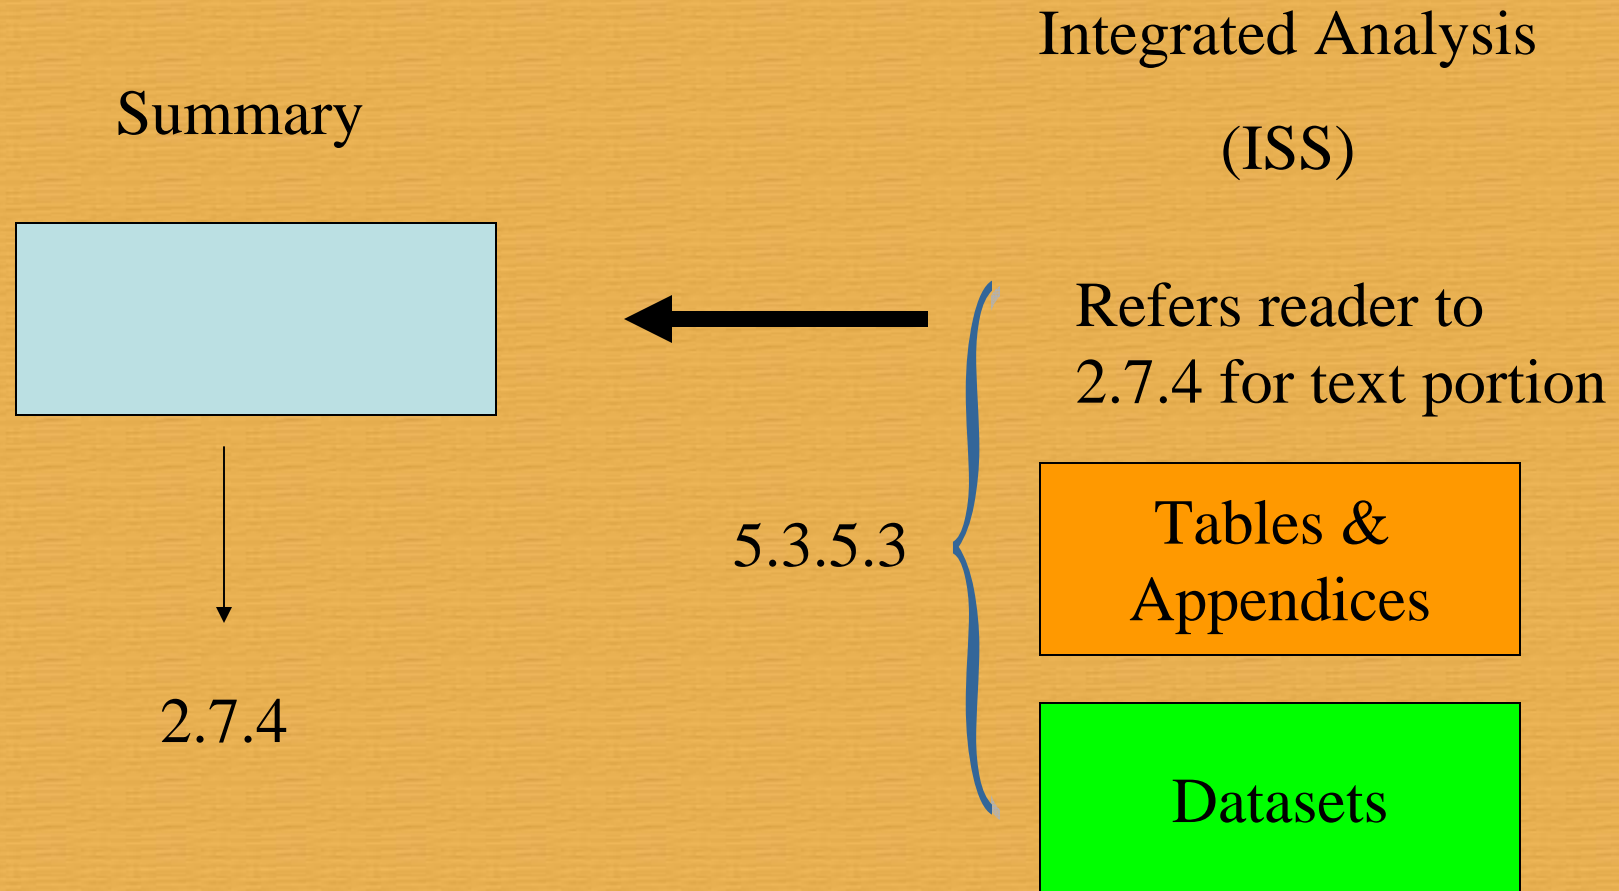 Summary
2.7.4
Integrated Analysis
(ISS)
Refers reader to
2.7.4 for text portion
5.3.5.3
Tables &
Appendices
Datasets